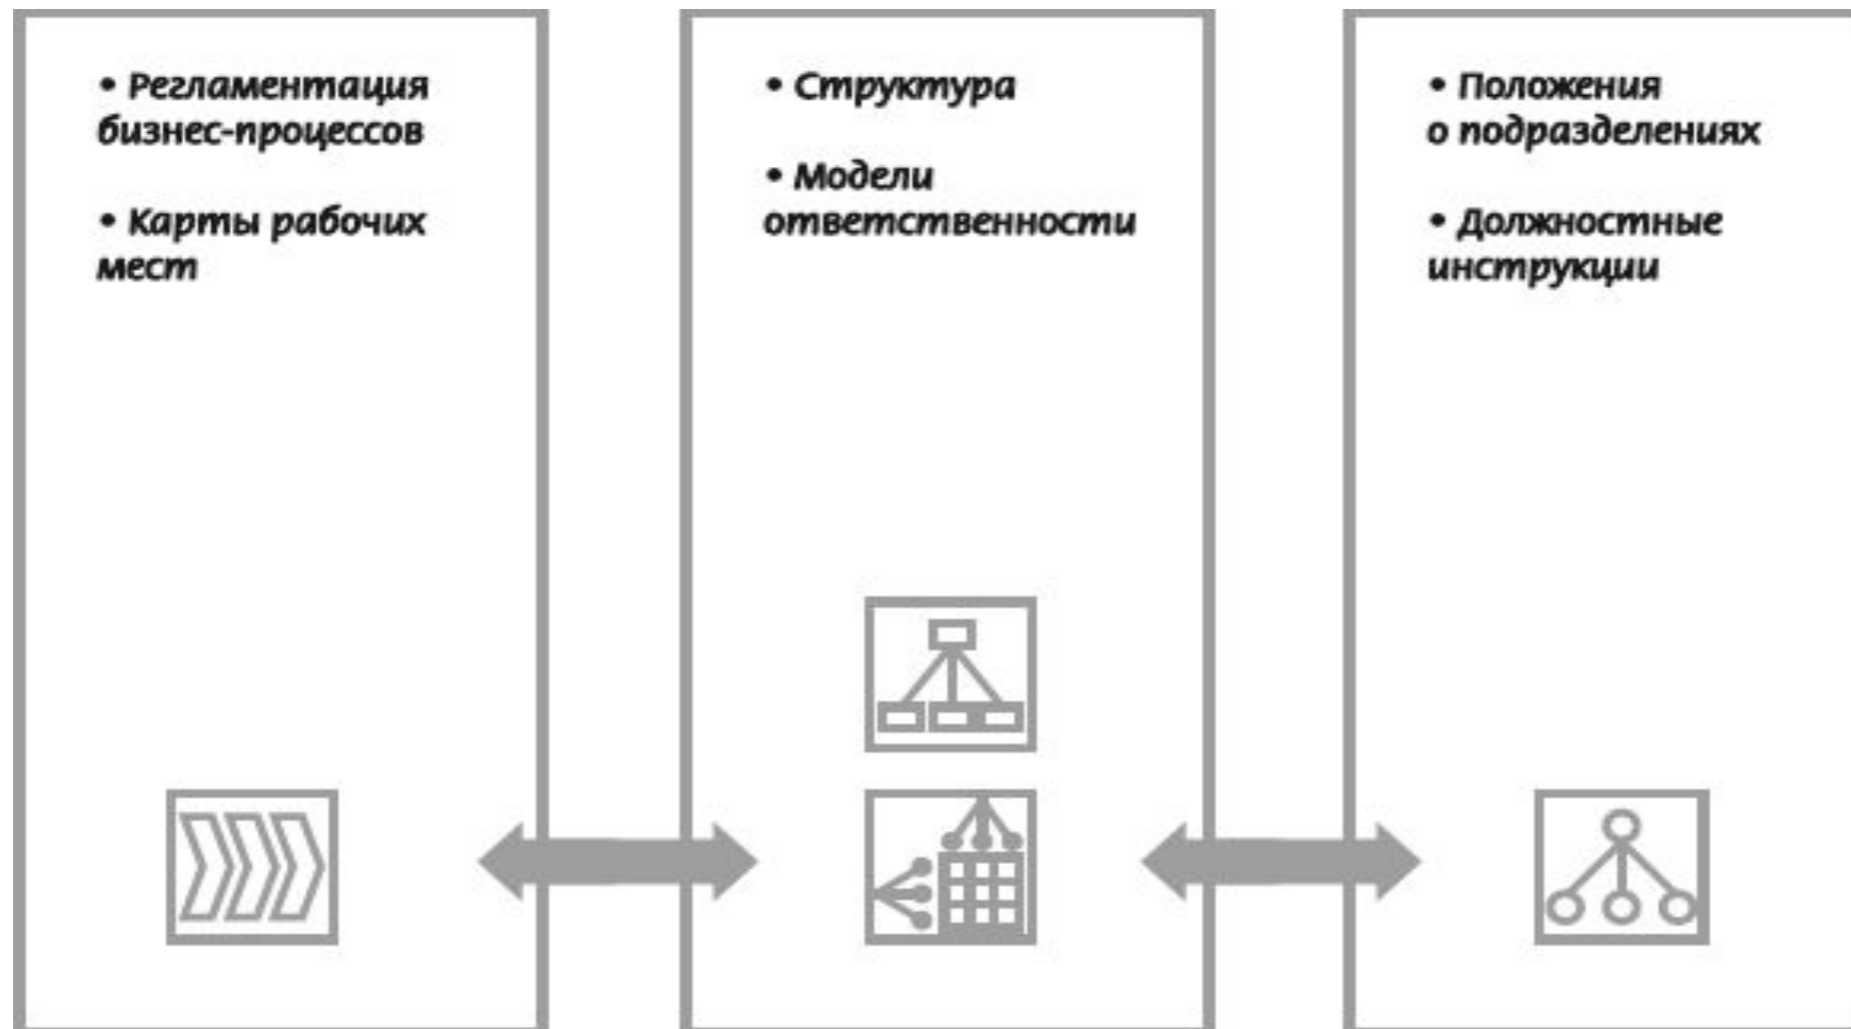 • Регламентация
бизнес-процессов
• Карты рабочих
мест
• Структура
• Модели
ответственности
• Положения
о подразделениях
• Должностные
инструкции